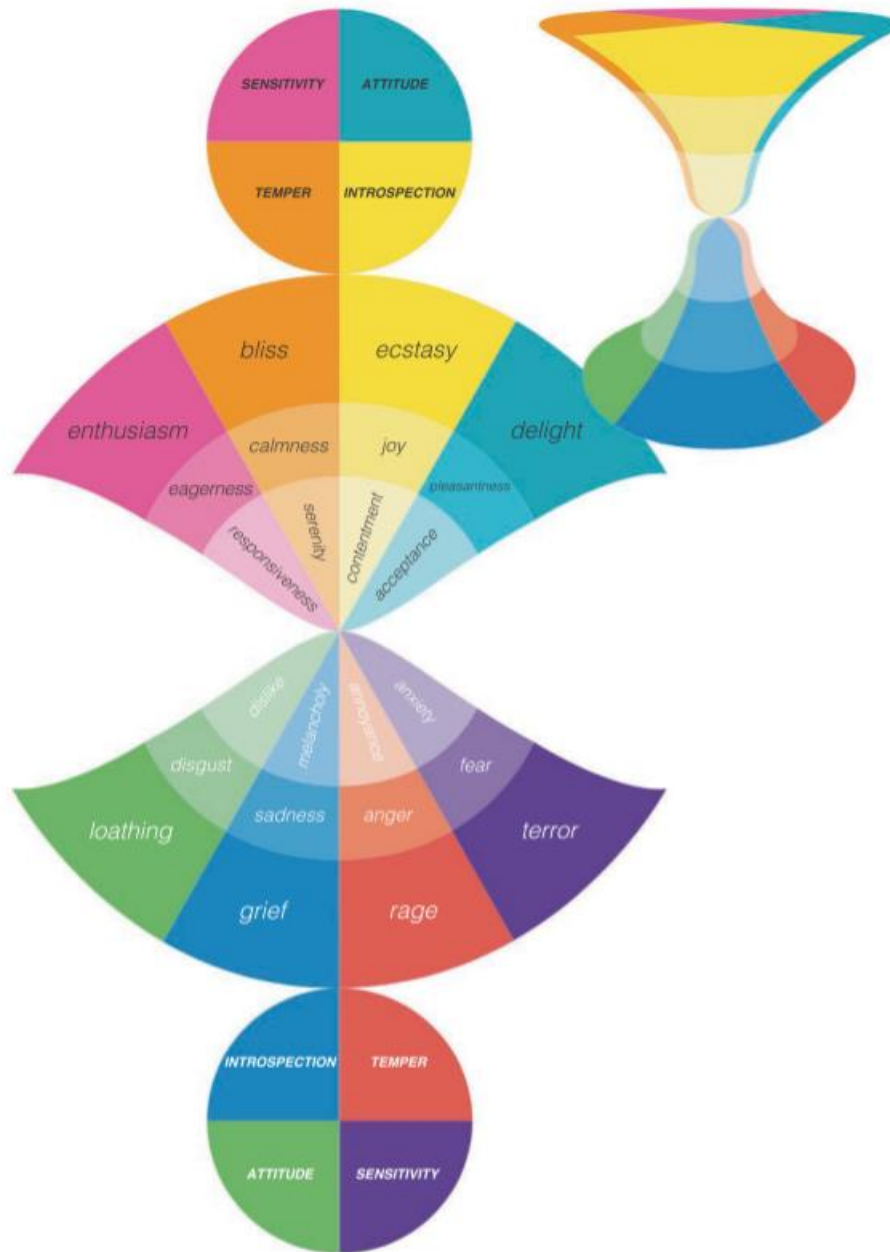 SENSITIVITY
ATTITUDE
TEMPER
INTROSPECTION
bliss
ecstasy
enthusiasm
delight
calmness
joy
eagerness
pleasantness
serenity
contentment
responsiveness
acceptance
dislike
melancholy
annoyance
anxiety
disgust
fear
sadness
anger
loathing
terror
grief
rage
INTROSPECTION
TEMPER
ATTITUDE
SENSITIVITY